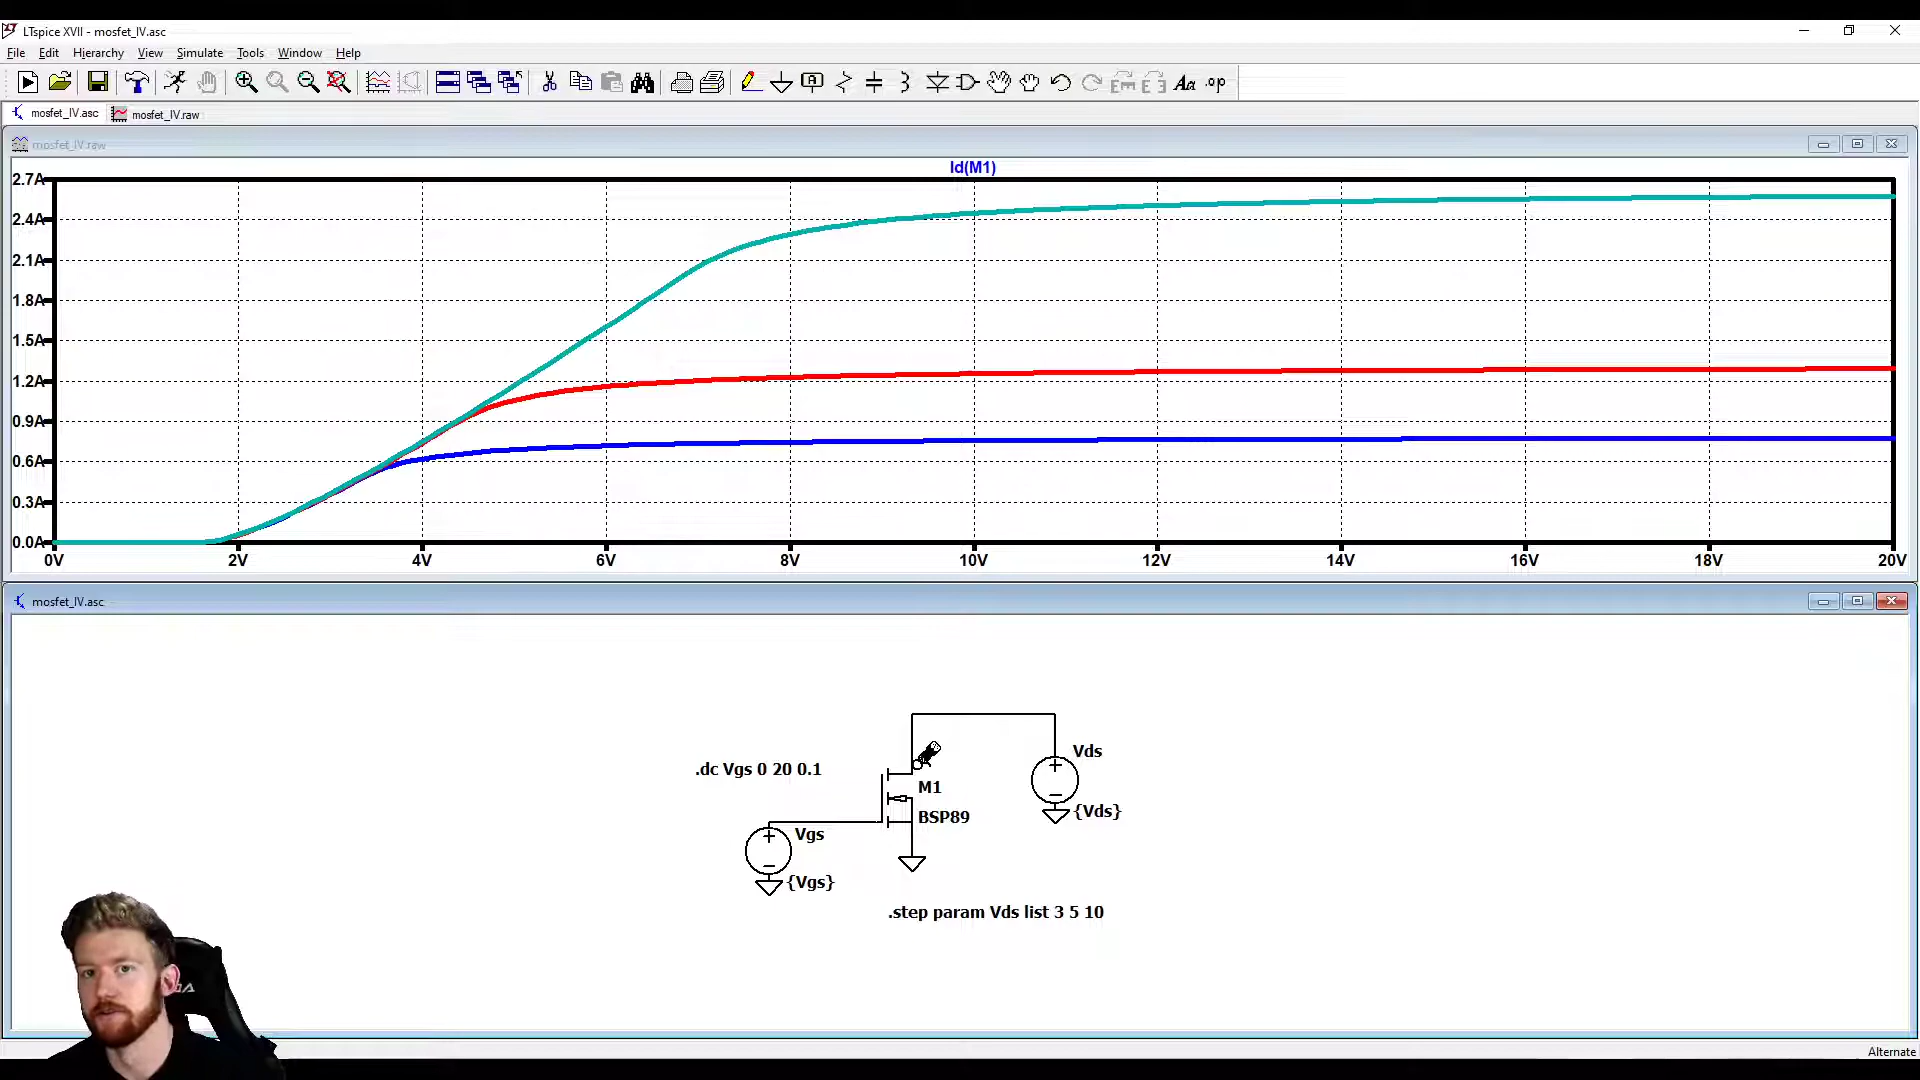 LTspice XVII - mosfet_IV.asc
File Edit Hierarchy View Simulate Tools Window Help
.op
mosfet_IV.asc mosfet_IV.raw
mosfet_IV.raw
Id(M1)
2.7A
2.4A
2.1A
1.8A
1.5A
1.2A
0.9A
0.6A
0.3A
0.0A
0V 2V 4V 6V 8V 10V 12V 14V 16V 18V 20V
mosfet_IV.asc
Vds
.dc Vgs 0 20 0.1
M1
{Vds}
BSP89
Vgs
{Vgs}
.step param Vds list 3 5 10
Alternate